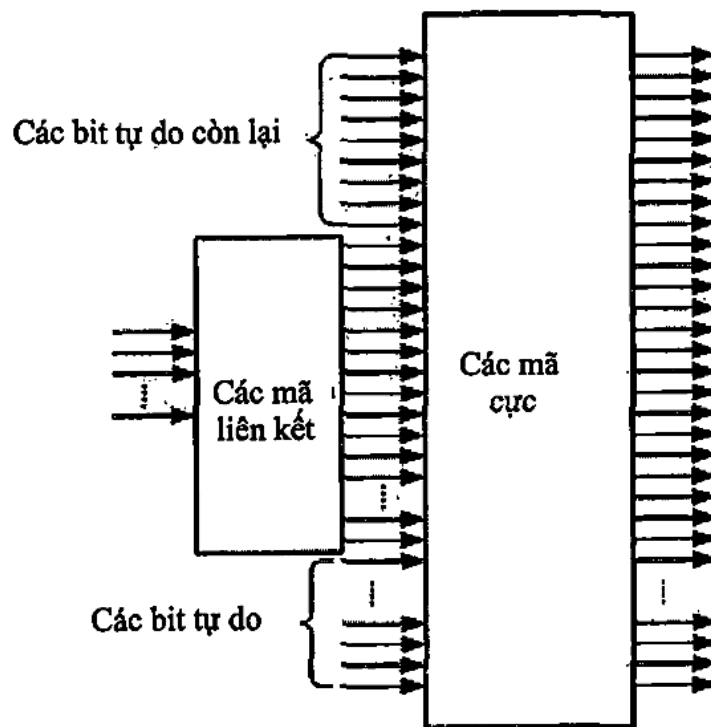 Các bit tự do còn lại
Các mã
liên kết
Các mã
cực
Các bit tự do